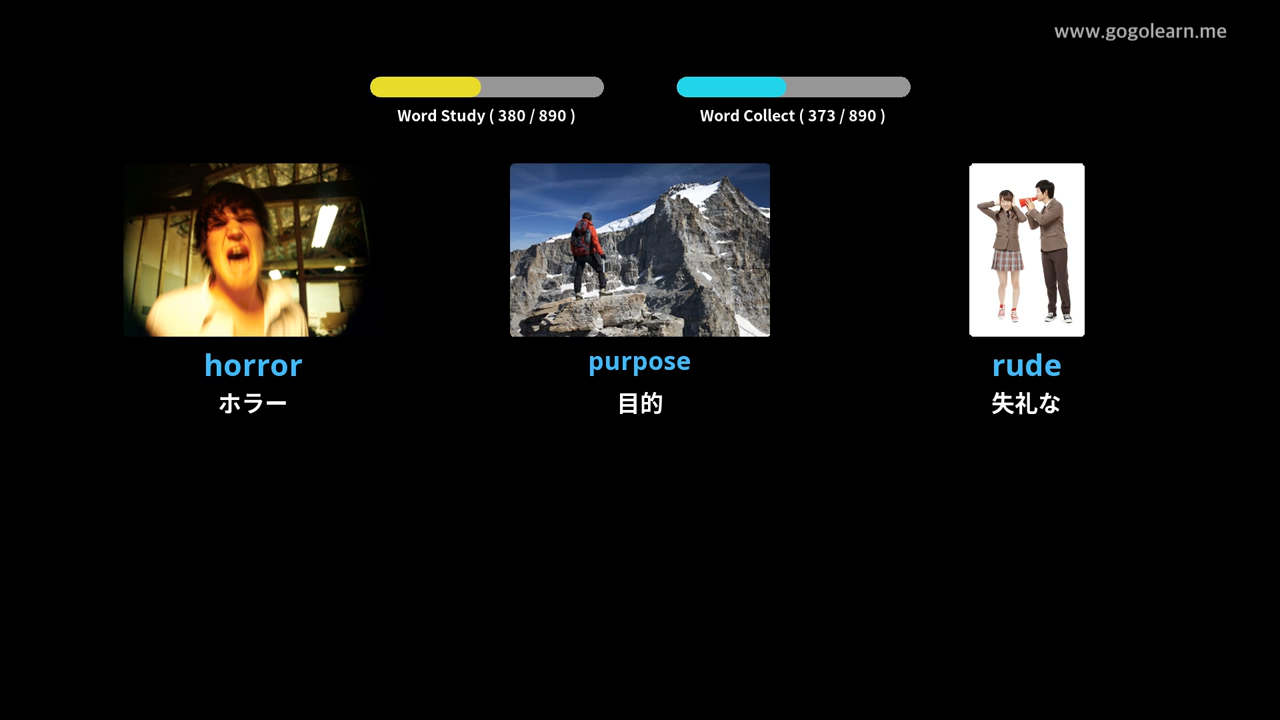 www.gogolearn.me
Word Study ( 380 / 890 )
Word Collect ( 373 / 890 )
horror
ホラー
purpose
目的
rude
失礼な